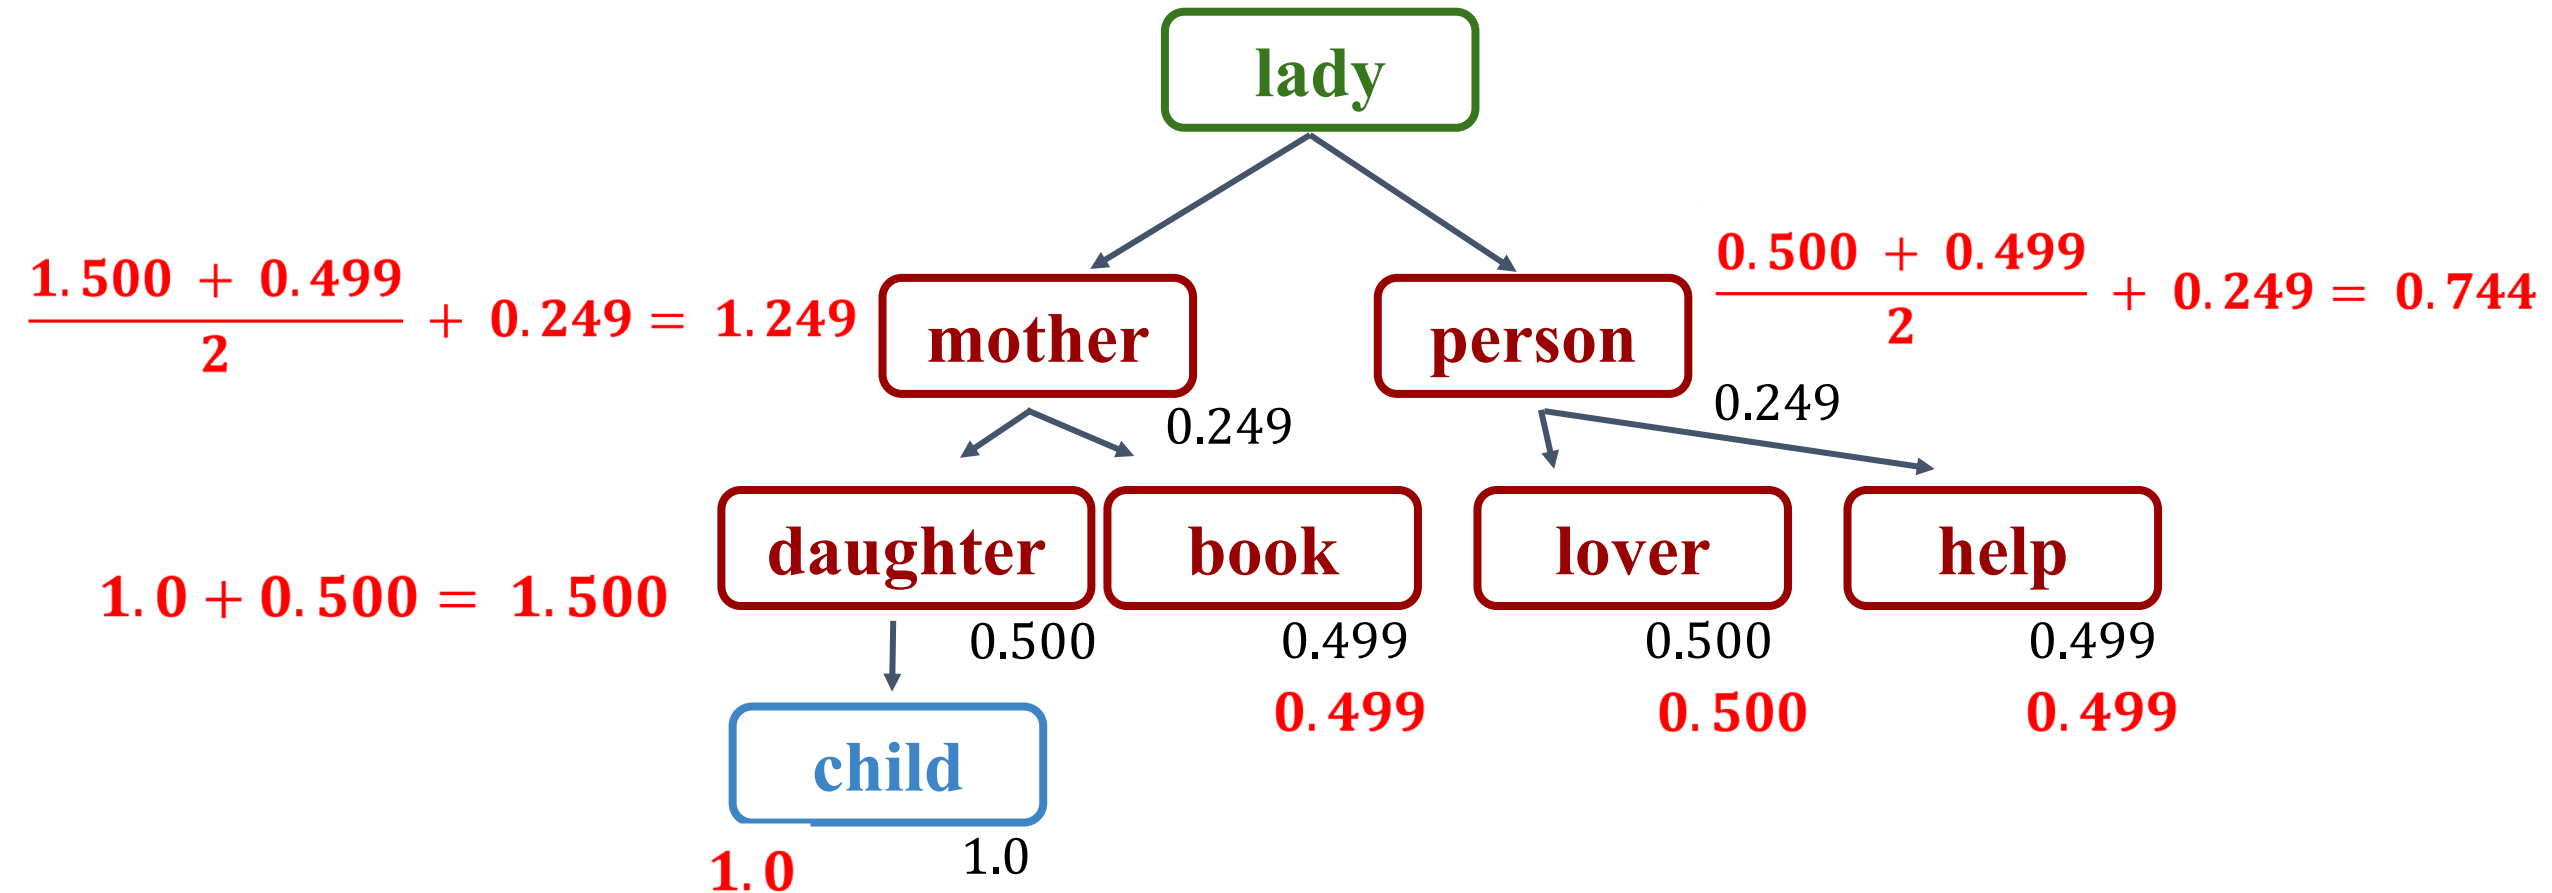 lady
1.500 + 0.499
2
+ 0.249 = 1.249
mother
person
0.500 + 0.499
2
+ 0.249 = 0.744
0.249
0.249
1.0 + 0.500 = 1.500
daughter
book
lover
help
0.500
0.499
0.500
0.499
0.499
0.500
0.499
child
1.0
1.0